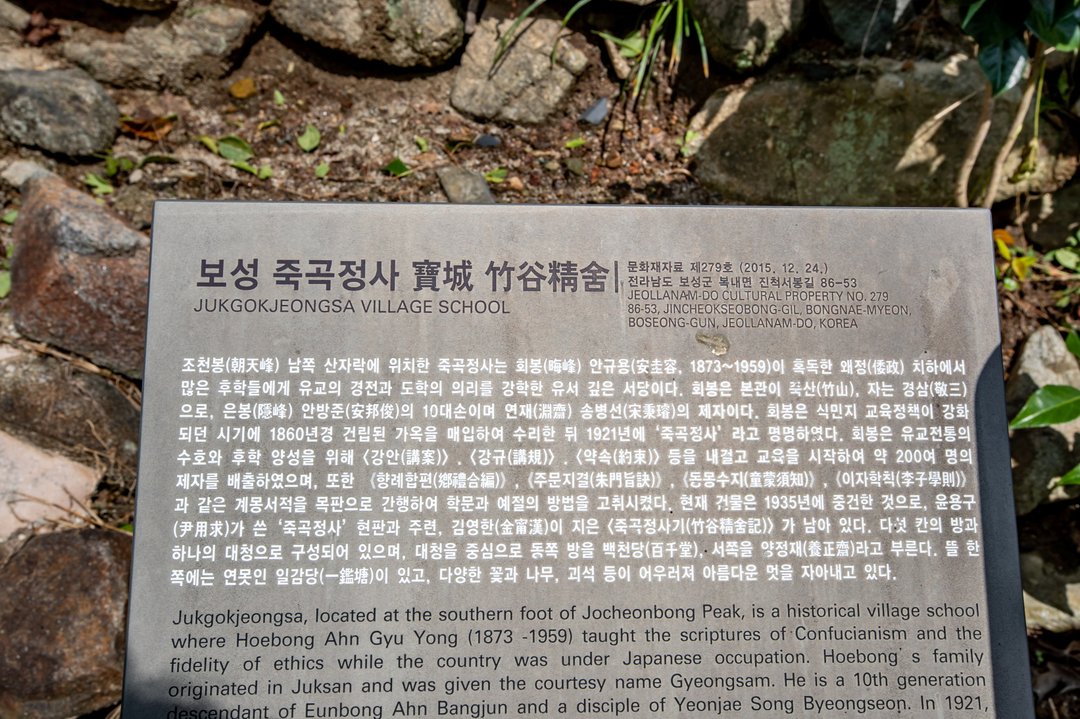 보성 죽곡정사 寶城 竹谷精舍
문화재자료 제279호 (2015. 12. 24.)
전라남도 보성군 복내면 진척서봉길 86-53
JUKGOKJEONGSA VILLAGE SCHOOL
JEOLLANAM-DO CULTURAL PROPERTY NO. 279
86-53, JINCHEOKSEOBONG-GIL, BONGNAE-MYEON,
BOSEONG-GUN, JEOLLANAM-DO, KOREA
조천봉(朝天峰) 남쪽 산자락에 위치한 죽곡정사는 회봉(晦峰) 안규용(安圭容, 1873~1959)이 혹독한 왜정(倭政) 치하에서
많은 후학들에게 유교의 경전과 도학의 의리를 강학한 유서 깊은 서당이다. 회봉은 본관이 죽산(竹山), 자는 경삼(敬三)
으로, 은봉(隱峰) 안방준(安邦俊)의 10대손이며 연재(淵齋) 송병선(宋秉璿)의 제자이다. 회봉은 식민지 교육정책이 강화
되던 시기에 1860년경 건립된 가옥을 매입하여 수리한 뒤 1921년에 '죽곡정사' 라고 명명하였다. 회봉은 유교전통의
수호와 후학 양성을 위해 〈강안(講案)〉, 〈강규(講規)〉, 〈약속(約束)〉 등을 내걸고 교육을 시작하여 약 200여 명의
제자를 배출하였으며, 또한 〈향례합편(鄕禮合編)〉, 〈주문지결(朱門旨訣)〉, 〈동몽수지(童蒙須知)〉, 〈이자학칙(李子學則)〉
과 같은 계몽서적을 목판으로 간행하여 학문과 예절의 방법을 고취시켰다. 현재 건물은 1935년에 중건한 것으로, 윤용구
(尹用求)가 쓴 '죽곡정사' 현판과 주련, 김영한(金甯漢)이 지은 〈죽곡정사기(竹谷精舍記)〉가 남아 있다. 다섯 칸의 방과
하나의 대청으로 구성되어 있으며, 대청을 중심으로 동쪽 방을 백천당(百千堂), 서쪽을 양정재(養正齋)라고 부른다. 뜰 한
쪽에는 연못인 일감당(一鑑塘)이 있고, 다양한 꽃과 나무, 괴석 등이 어우러져 아름다운 멋을 자아내고 있다.
Jukgokjeongsa, located at the southern foot of Jocheonbong Peak, is a historical village school
where Hoebong Ahn Gyu Yong (1873 -1959) taught the scriptures of Confucianism and the
fidelity of ethics while the country was under Japanese occupation. Hoebong`s family
originated in Juksan and was given the courtesy name Gyeongsam. He is a 10th generation
descendant of Eunbong Ahn Bangjun and a disciple of Yeonjae Song Byeongseon. In 1921,